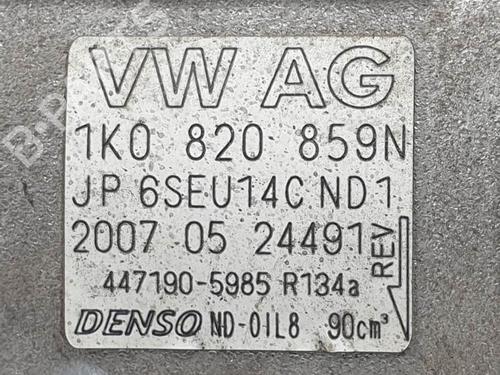 VW AG
1K0 820 859N
JP 6SEU14C ND1
2007 05 24491
REV
447190-5985 R134a
DENSO ND-OIL8 90cm³